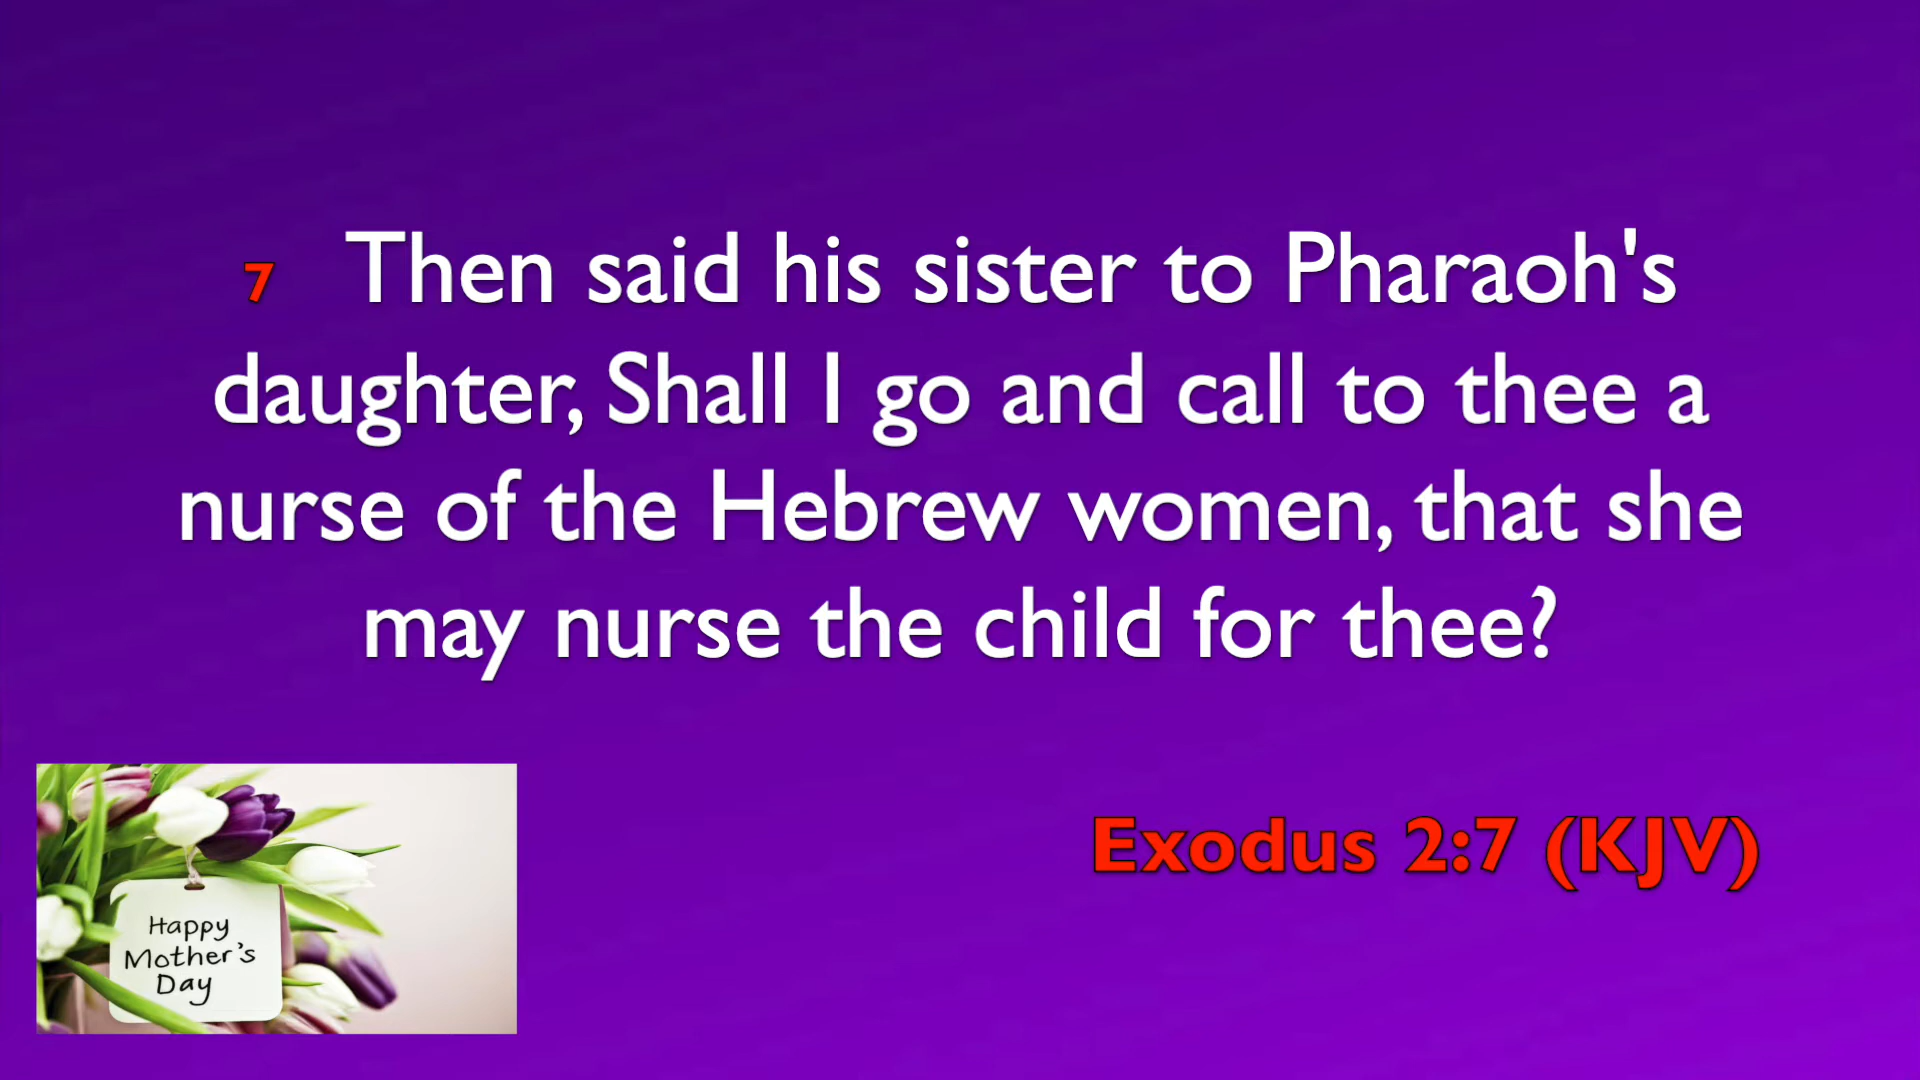 7 Then said his sister to Pharaoh's
daughter, Shall I go and call to thee a
nurse of the Hebrew women, that she
may nurse the child for thee?
Exodus 2:7 (KJV)
Happy
Mother's
Day